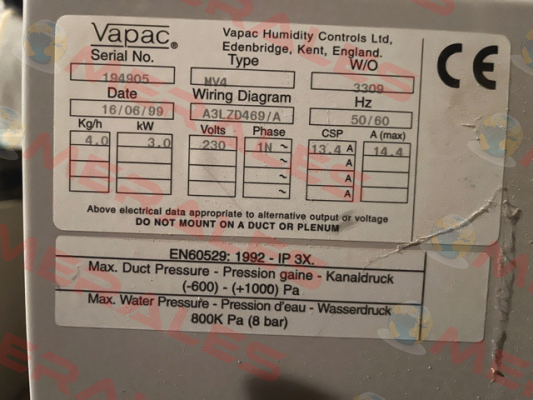 Vapac®
Vapac Humidity Controls Ltd,
Edenbridge, Kent, England.
Serial No. Type W/O
194905 MV4 3309
Date Wiring Diagram Hz
16/06/99 A3LZD469/A 50/60
Kg/h kW Volts Phase CSP A (max)
4.0 3.0 230 1N ~ 13.4 A 14.4
~ A
~ A
~ A
Above electrical data appropriate to alternative output or voltage
DO NOT MOUNT ON A DUCT OR PLENUM
CE
EN60529: 1992 - IP 3X.
Max. Duct Pressure - Pression gaine - Kanaldruck
(-600) - (+1000) Pa
Max. Water Pressure - Pression d'eau - Wasserdruck
800K Pa (8 bar)
MERALES
MERALES
MERALES